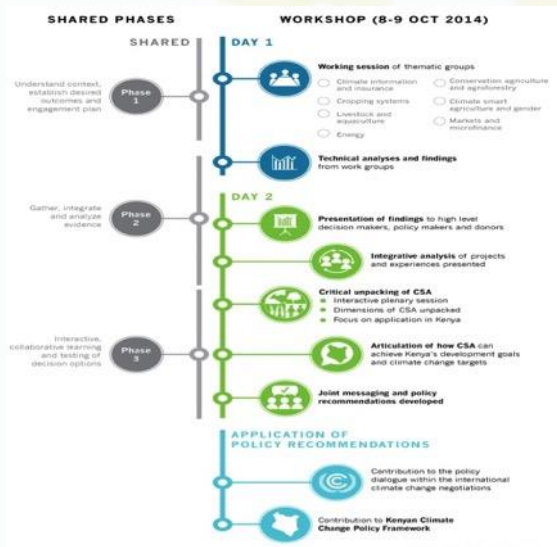 SHARED PHASES
WORKSHOP (8-9 OCT 2014)
SHARED
DAY 1
Understand context,
establish desired
outcomes and
engagement plan
Phase
1
Working session of thematic groups
Climate information
and insurance
Cropping systems
Livestock and
aquaculture
Energy
Conservation agriculture
and agroforestry
Climate smart
agriculture and gender
Markets and
microfinance
Technical analyses and findings
from work groups
DAY 2
Gather, integrate
and analyze
evidence
Phase
2
Presentation of findings to high level
decision makers, policy makers and donors
Integrative analysis of projects
and experiences presented
Critical unpacking of CSA
Interactive plenary session
Dimensions of CSA unpacked
Focus on application in Kenya
Interactive,
collaborative learning
and testing of
decision options
Phase
3
Articulation of how CSA can
achieve Kenya's development goals
and climate change targets
Joint messaging and policy
recommendations developed
APPLICATION OF
POLICY RECOMMENDATIONS
Contribution to the policy
dialogue within the international
climate change negotiations
Contribution to Kenyan Climate
Change Policy Framework